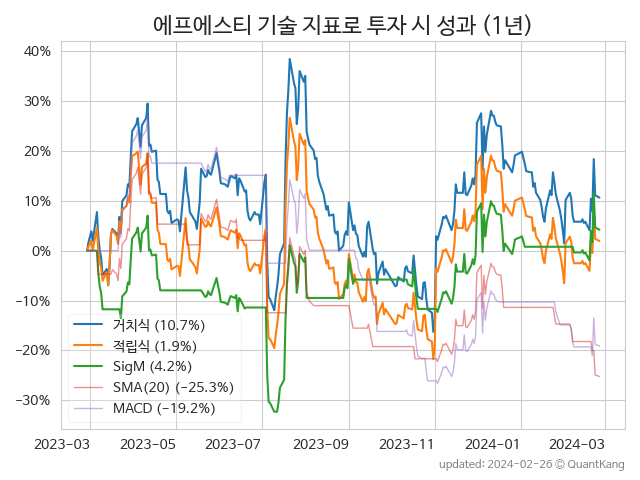 에프에스티 기술 지표로 투자 시 성과 (1년)
40%
30%
20%
10%
0%
−10%
−20%
−30%
거치식 (10.7%)
적립식 (1.9%)
SigM (4.2%)
SMA(20) (−25.3%)
MACD (−19.2%)
2023-03
2023-05
2023-07
2023-09
2023-11
2024-01
2024-03
updated: 2024-02-26 © QuantKang